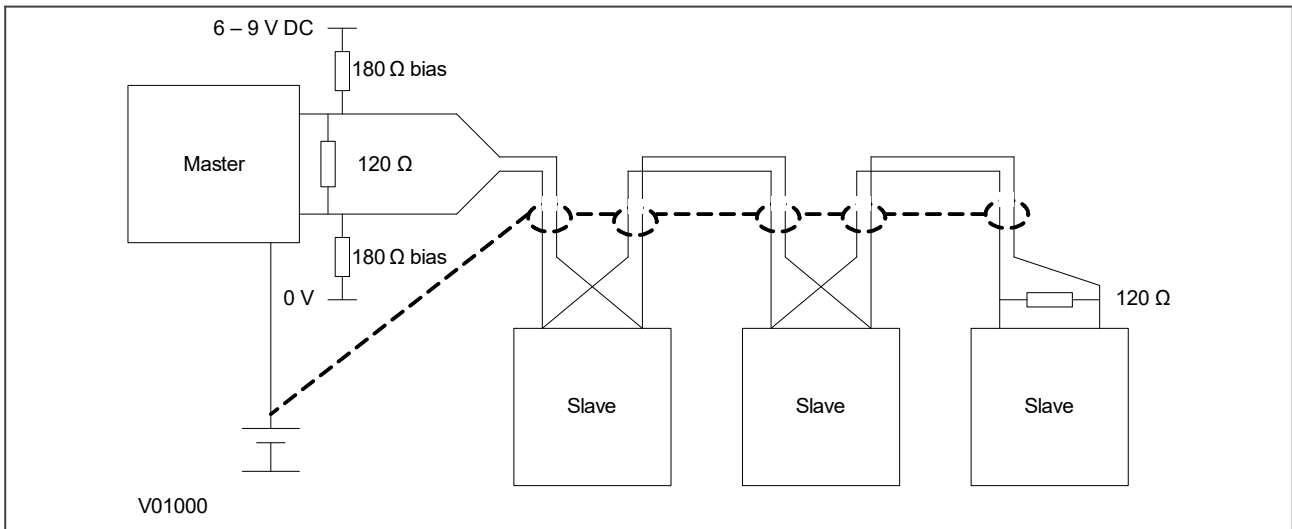 6 – 9 V DC
180 Ω bias
Master
120 Ω
180 Ω bias
0 V
120 Ω
Slave
Slave
Slave
V01000